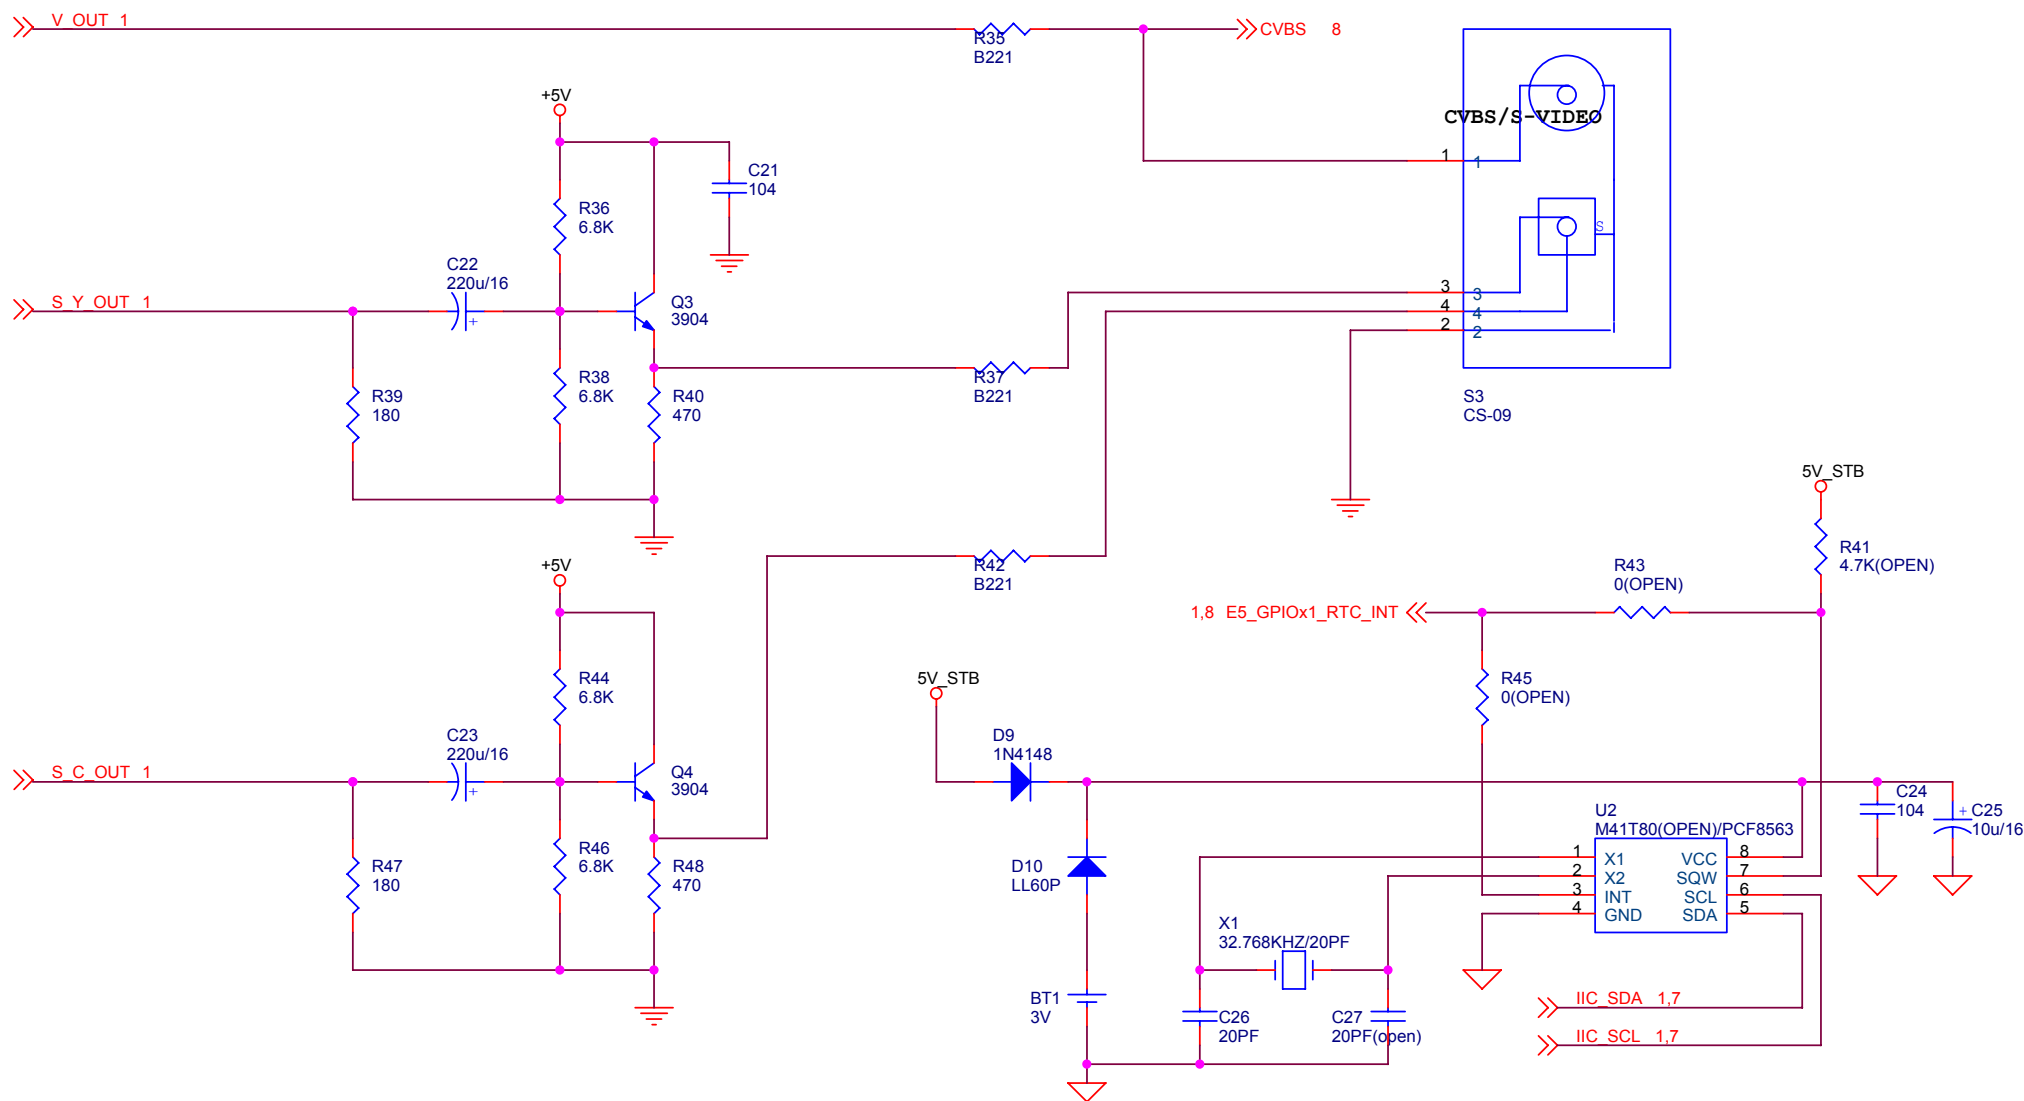 V_OUT 1
R35
B221
CVBS 8
+5V
C21
104
CVBS/S-VIDEO
1 1
R36
6.8K
S
C22
220u/16
S_Y_OUT 1
Q3
3904
3 3
4 4
2 2
R37
B221
R38
6.8K
R39
180
R40
470
S3
CS-09
5V_STB
R41
4.7K(OPEN)
+5V
R42
B221
R43
0(OPEN)
1,8 E5_GPIOx1_RTC_INT
R44
6.8K
5V_STB
R45
0(OPEN)
C23
220u/16
D9
1N4148
S_C_OUT 1
Q4
3904
C24
104
+ C25
10u/16
U2
M41T80(OPEN)/PCF8563
1 X1 VCC 8
2 X2 SQW 7
3 INT SCL 6
4 GND SDA 5
R46
6.8K
R47
180
R48
470
D10
LL60P
X1
32.768KHZ/20PF
BT1
3V
C26
20PF
C27
20PF(open)
IIC_SDA 1,7
IIC_SCL 1,7